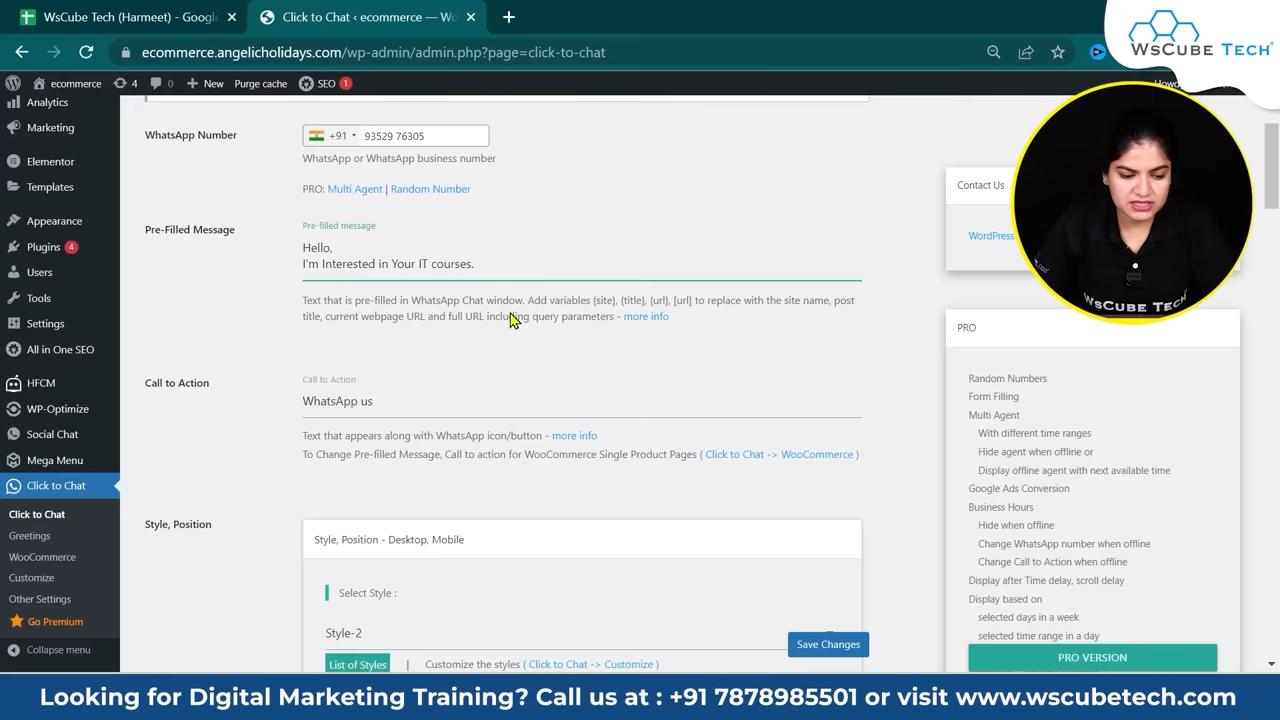 WsCube Tech (Harmeet) - Google
Click to Chat ‹ ecommerce — Wo
WsCube Tech
ecommerce.angelicholidays.com/wp-admin/admin.php?page=click-to-chat
ecommerce
4
0
New
Purge cache
SEO 1
Howd
Analytics
Marketing
Elementor
Templates
Appearance
Plugins 4
Users
Tools
Settings
All in One SEO
HFCM
WP-Optimize
Social Chat
Mega Menu
Click to Chat
Click to Chat
Greetings
WooCommerce
Customize
Other Settings
Go Premium
Collapse menu
WhatsApp Number
+91 93529 76305
WhatsApp or WhatsApp business number
PRO: Multi Agent | Random Number
Pre-Filled Message
Pre-filled message
Hello,
I'm Interested in Your IT courses.
Text that is pre-filled in WhatsApp Chat window. Add variables {site}, {title}, {url}, [url] to replace with the site name, post
title, current webpage URL and full URL including query parameters - more info
Call to Action
Call to Action
WhatsApp us
Text that appears along with WhatsApp icon/button - more info
To Change Pre-filled Message, Call to action for WooCommerce Single Product Pages ( Click to Chat -> WooCommerce )
Style, Position
Style, Position - Desktop, Mobile
Select Style :
Style-2
Save Changes
List of Styles | Customize the styles ( Click to Chat -> Customize )
Contact Us
WordPress
WsCUBE TECH
PRO
Random Numbers
Form Filling
Multi Agent
With different time ranges
Hide agent when offline or
Display offline agent with next available time
Google Ads Conversion
Business Hours
Hide when offline
Change WhatsApp number when offline
Change Call to Action when offline
Display after Time delay, scroll delay
Display based on
selected days in a week
selected time range in a day
PRO VERSION
Looking for Digital Marketing Training? Call us at : +91 7878985501 or visit www.wscubetech.com